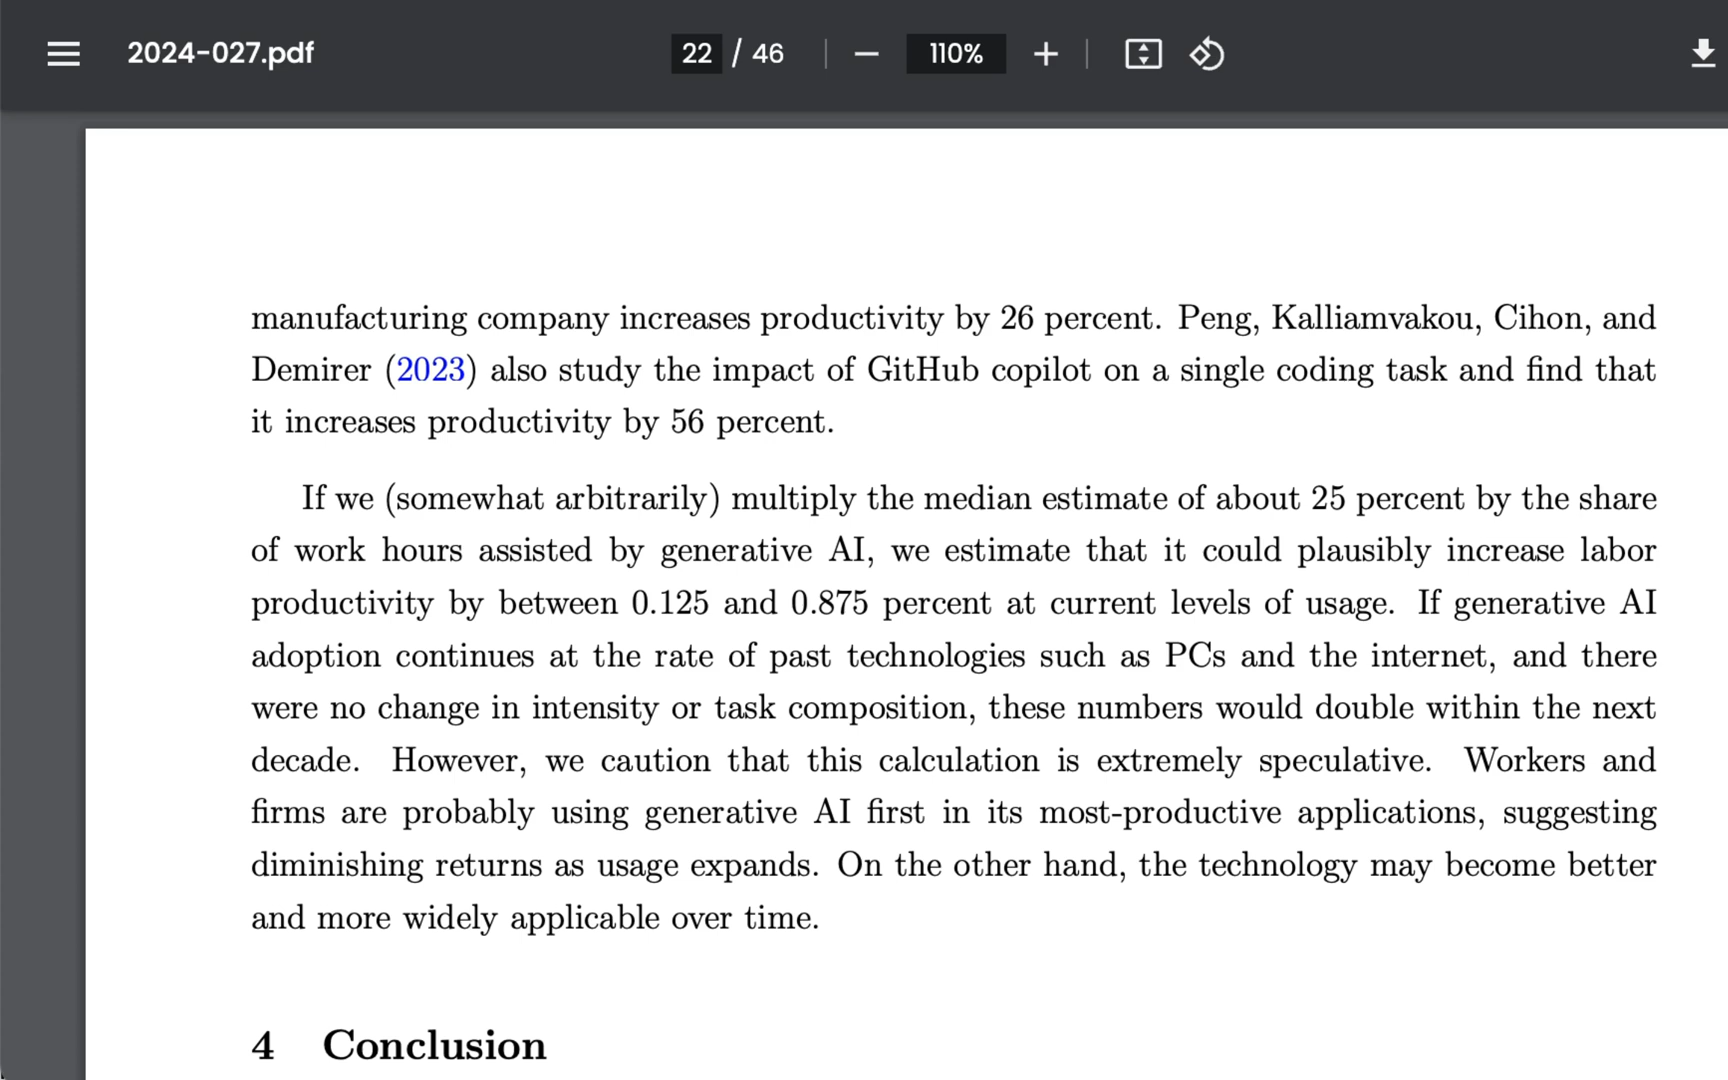 2024-027.pdf 22 / 46 − 110% +
manufacturing company increases productivity by 26 percent. Peng, Kalliamvakou, Cihon, and
Demirer (2023) also study the impact of GitHub copilot on a single coding task and find that
it increases productivity by 56 percent.
If we (somewhat arbitrarily) multiply the median estimate of about 25 percent by the share
of work hours assisted by generative AI, we estimate that it could plausibly increase labor
productivity by between 0.125 and 0.875 percent at current levels of usage. If generative AI
adoption continues at the rate of past technologies such as PCs and the internet, and there
were no change in intensity or task composition, these numbers would double within the next
decade. However, we caution that this calculation is extremely speculative. Workers and
firms are probably using generative AI first in its most-productive applications, suggesting
diminishing returns as usage expands. On the other hand, the technology may become better
and more widely applicable over time.
4 Conclusion